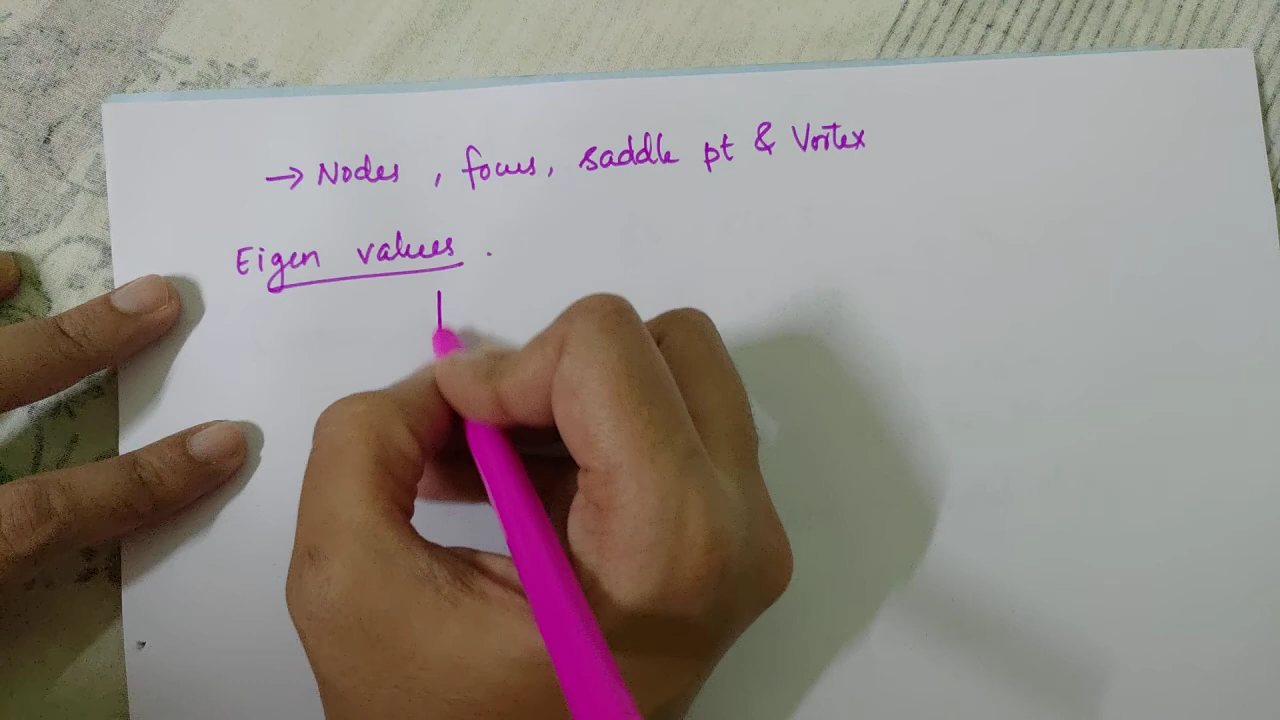 → Nodes, focus, saddle pt & Vortex
Eigen values.